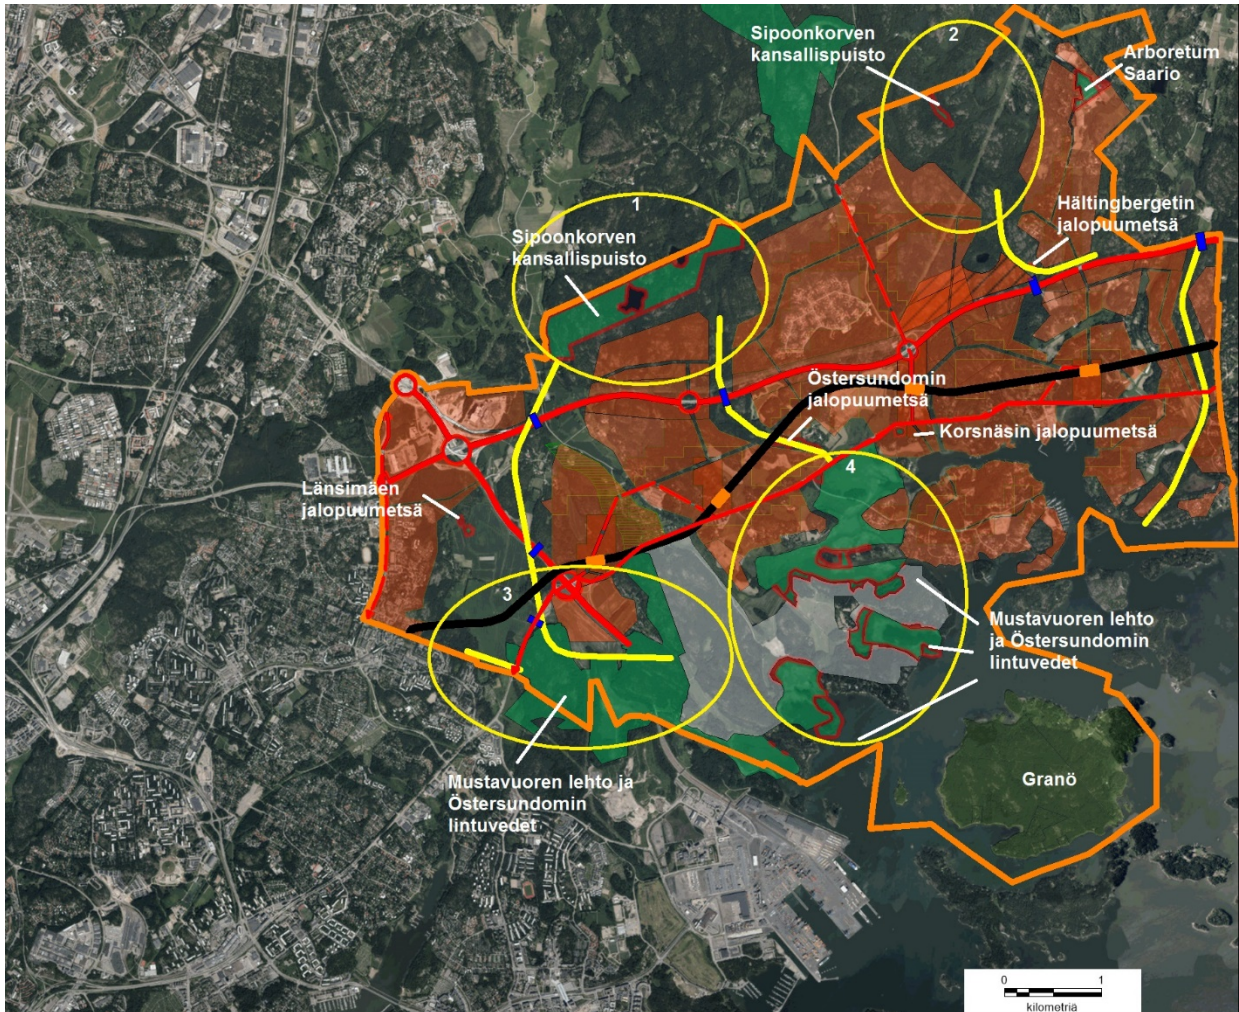 Sipoonkorven
kansallispuisto
2
Arboretum
Saario
1
Sipoonkorven
kansallispuisto
Hältingbergetin
jalopuumetsä
Östersundomin
jalopuumetsä
Korsnäsin jalopuumetsä
4
Länsimäen
jalopuumetsä
3
Mustavuoren lehto
ja Östersundomin
lintuvedet
Granö
Mustavuoren lehto ja
Östersundomin
lintuvedet
0 1
kilometriä